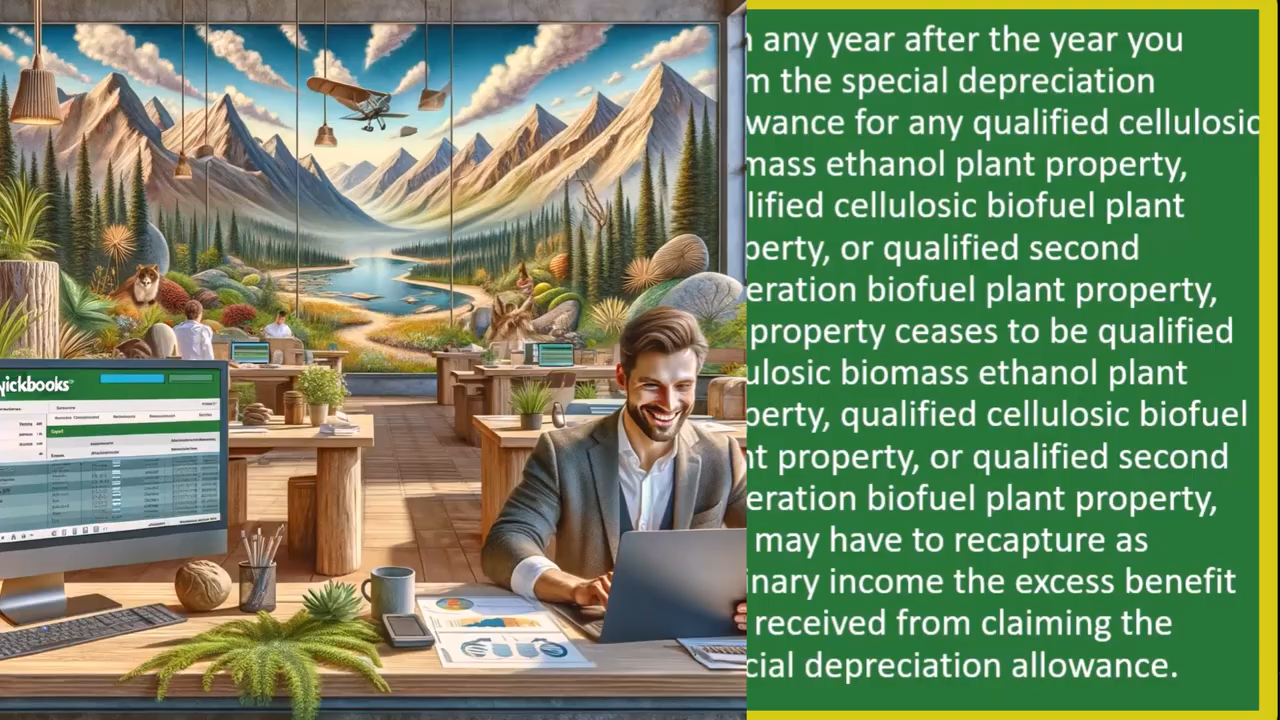 uickbooks
any year after the year you
m the special depreciation
wance for any qualified cellulosic
mass ethanol plant property,
lified cellulosic biofuel plant
perty, or qualified second
eration biofuel plant property,
property ceases to be qualified
ulosic biomass ethanol plant
perty, qualified cellulosic biofuel
nt property, or qualified second
eration biofuel plant property,
may have to recapture as
inary income the excess benefit
received from claiming the
cial depreciation allowance.